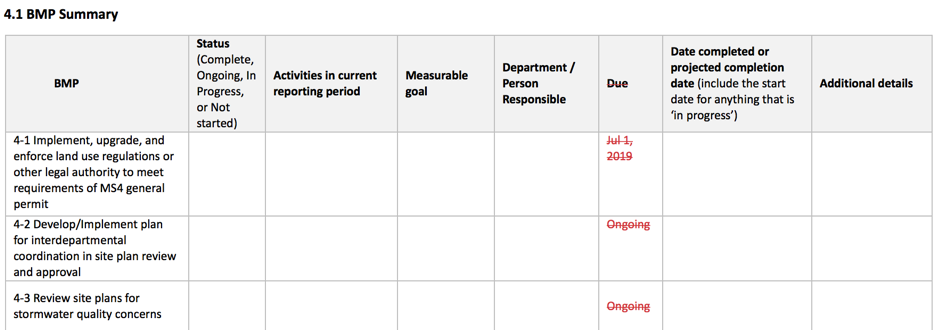 4.1 BMP Summary
BMP
Status
(Complete,
Ongoing, In
Progress,
or Not
started)
Activities in current
reporting period
Measurable
goal
Department /
Person
Responsible
Due
Date completed or
projected completion
date (include the start
date for anything that is
‘in progress’)
Additional details
4-1 Implement, upgrade, and
enforce land use regulations or
other legal authority to meet
requirements of MS4 general
permit
Jul 1,
2019
4-2 Develop/Implement plan
for interdepartmental
coordination in site plan review
and approval
Ongoing
4-3 Review site plans for
stormwater quality concerns
Ongoing